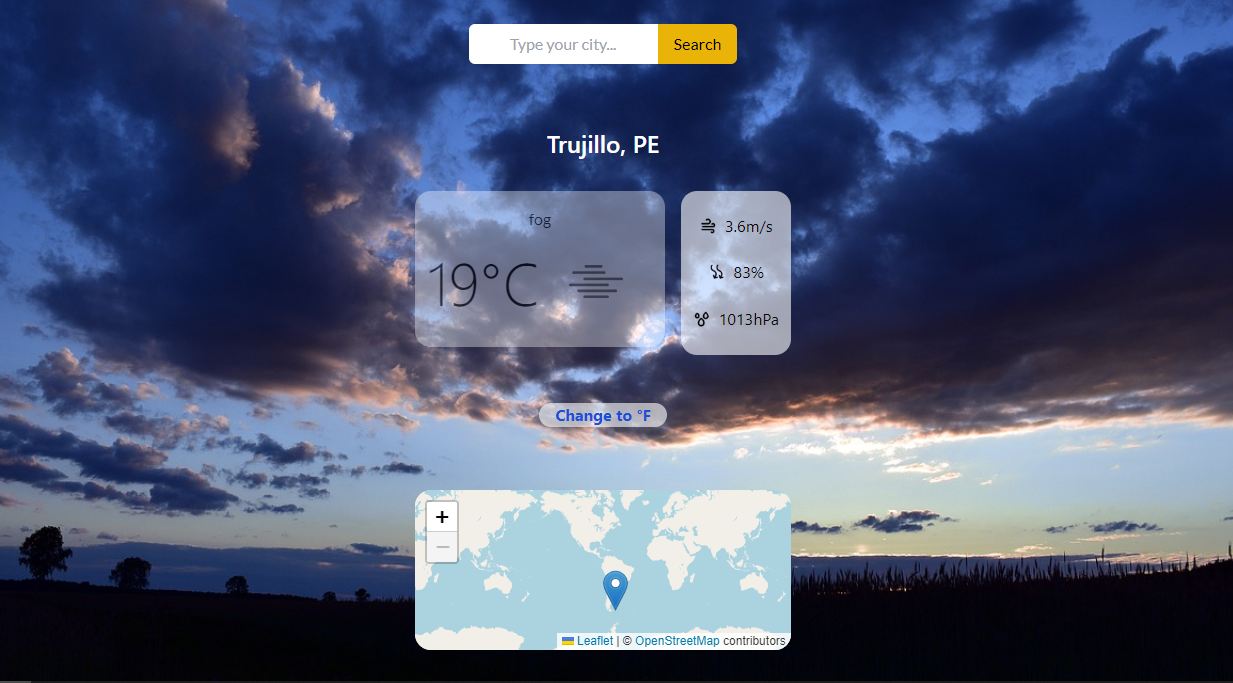 Type your city...
Search
Trujillo, PE
fog
19°C
3.6m/s
83%
1013hPa
Change to °F
+
−
Leaflet | © OpenStreetMap contributors